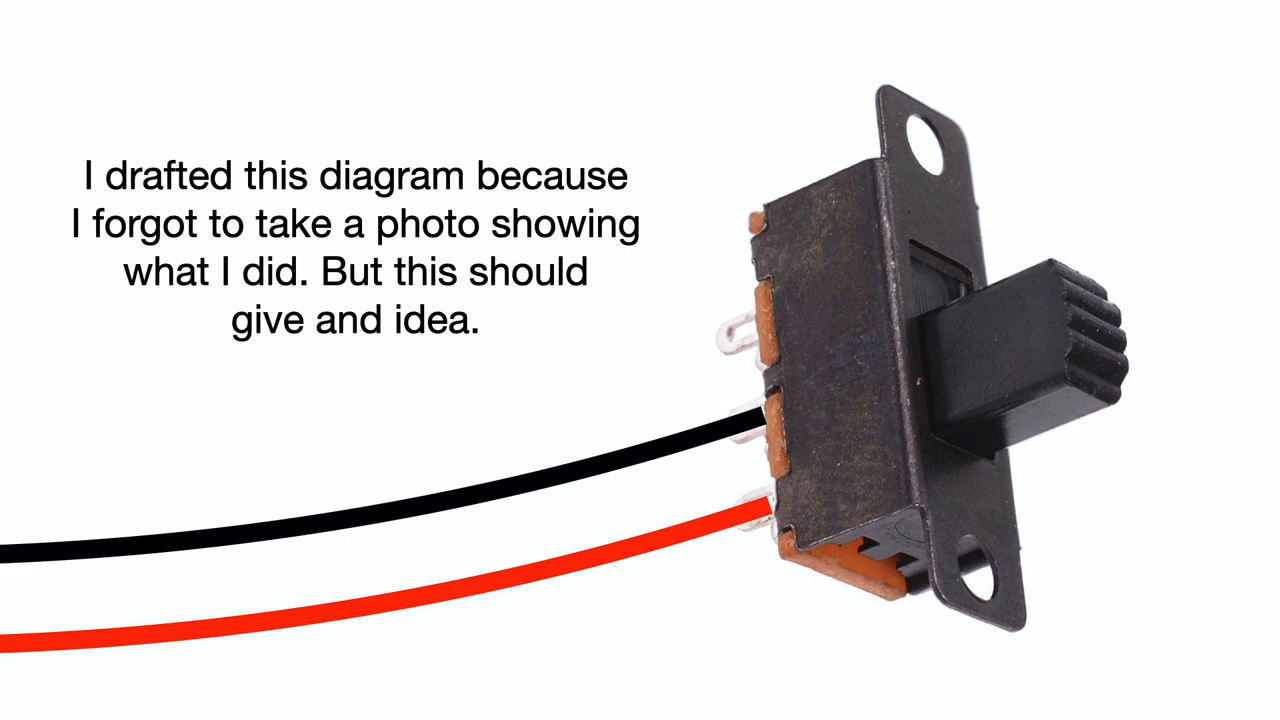 I drafted this diagram because
I forgot to take a photo showing
what I did. But this should
give and idea.